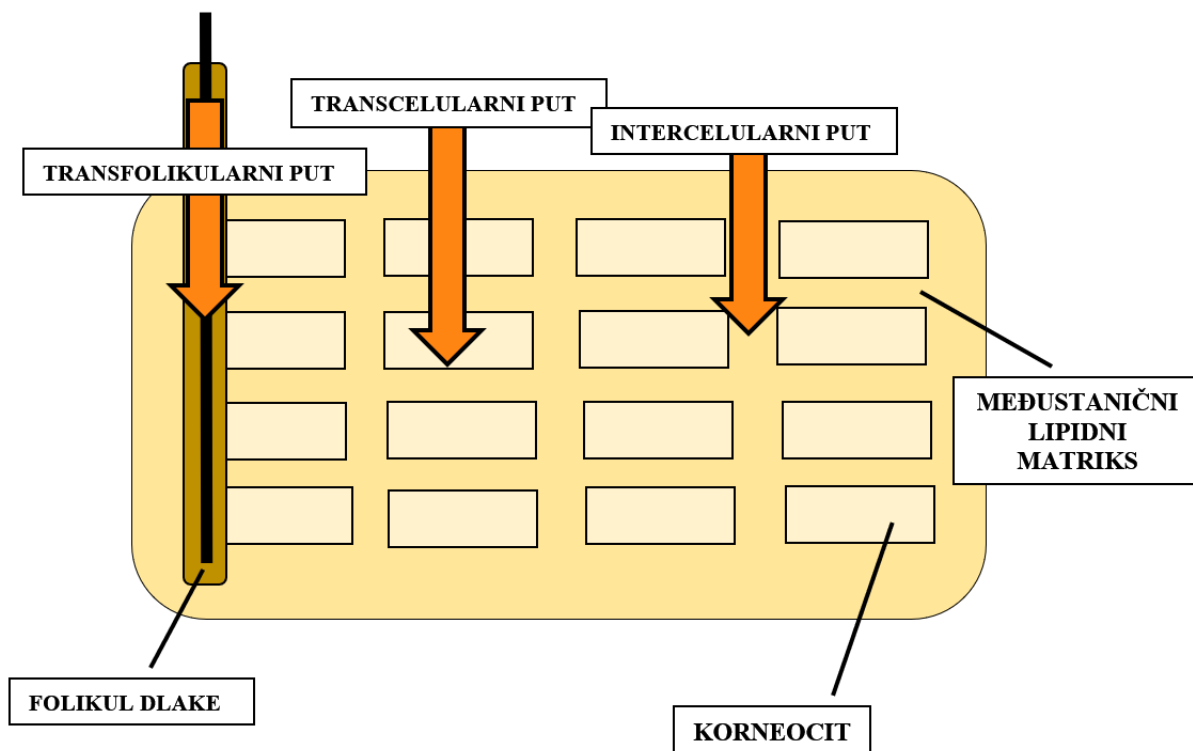 TRANSCELULARNI PUT
INTERCELULARNI PUT
TRANSFOLIKULARNI PUT
MEĐUSTANIČNI
LIPIDNI
MATRIKS
FOLIKUL DLAKE
KORNEOCIT